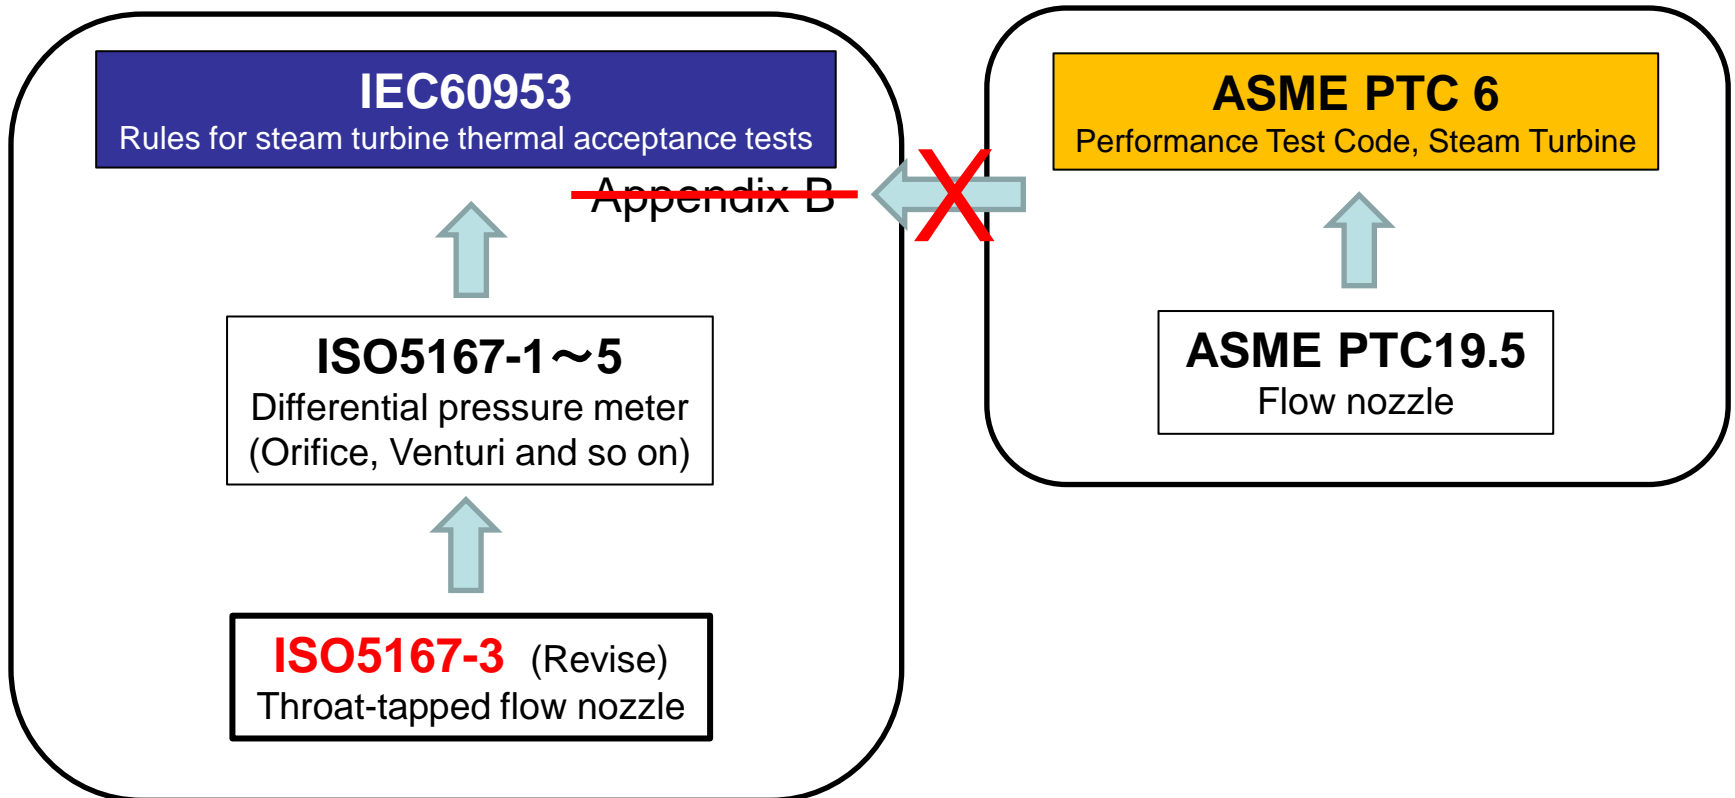 IEC60953
Rules for steam turbine thermal acceptance tests
Appendix B
ISO5167-1～5
Differential pressure meter
(Orifice, Venturi and so on)
ISO5167-3 (Revise)
Throat-tapped flow nozzle
X
ASME PTC 6
Performance Test Code, Steam Turbine
ASME PTC19.5
Flow nozzle